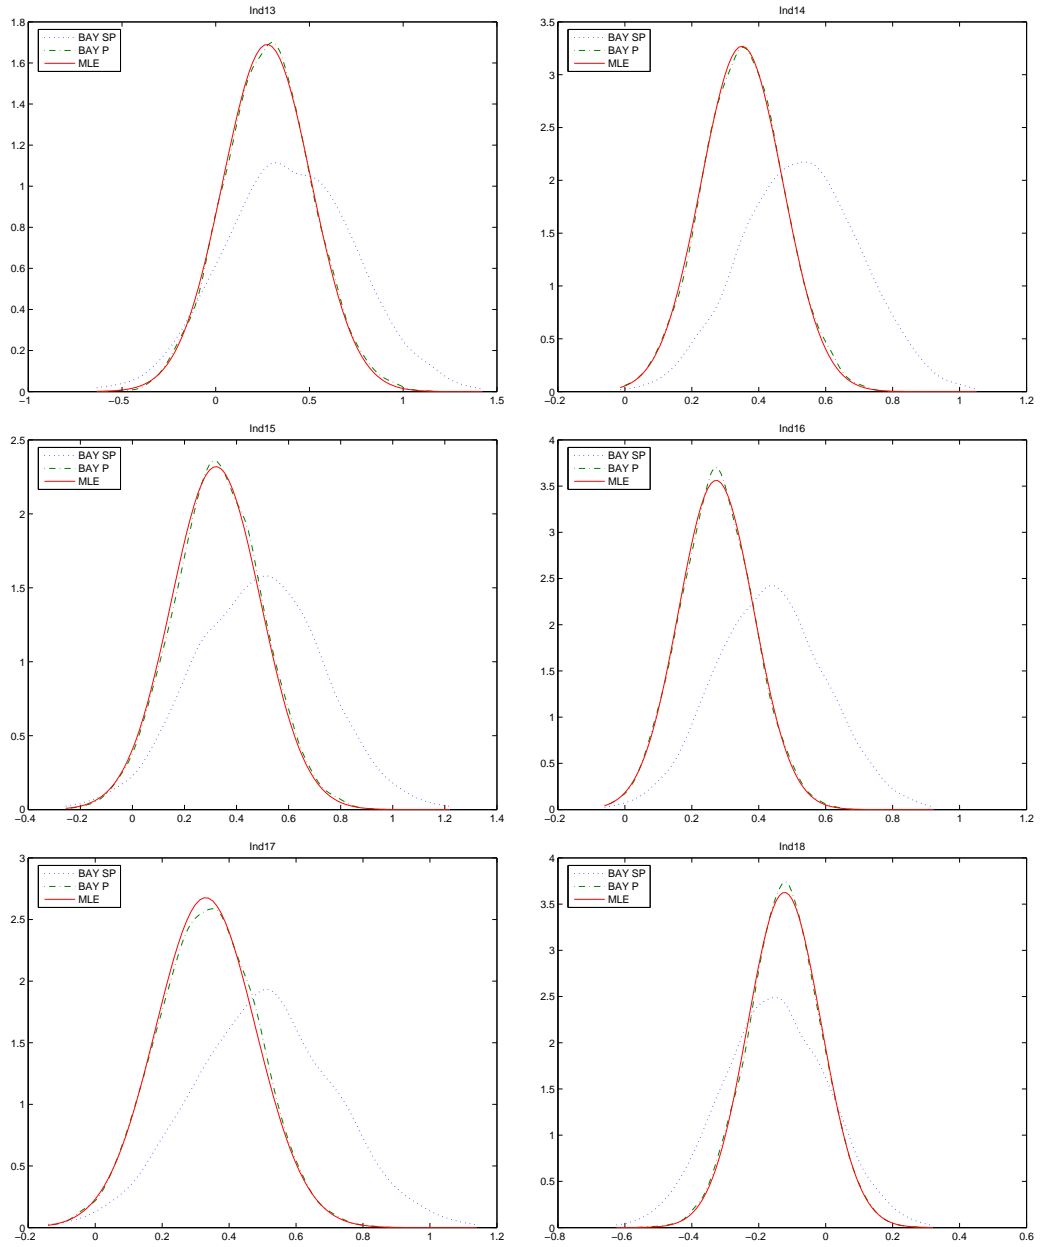 Ind13
1.8
1.6
1.4
1.2
1
0.8
0.6
0.4
0.2
0
−1 −0.5 0 0.5 1 1.5
BAY SP
BAY P
MLE
Ind14
3.5
3
2.5
2
1.5
1
0.5
0
−0.2 0 0.2 0.4 0.6 0.8 1 1.2
BAY SP
BAY P
MLE
Ind15
2.5
2
1.5
1
0.5
0
−0.4 −0.2 0 0.2 0.4 0.6 0.8 1 1.2 1.4
BAY SP
BAY P
MLE
Ind16
4
3.5
3
2.5
2
1.5
1
0.5
0
−0.2 0 0.2 0.4 0.6 0.8 1 1.2
BAY SP
BAY P
MLE
Ind17
3
2.5
2
1.5
1
0.5
0
−0.2 0 0.2 0.4 0.6 0.8 1 1.2
BAY SP
BAY P
MLE
Ind18
4
3.5
3
2.5
2
1.5
1
0.5
0
−0.8 −0.6 −0.4 −0.2 0 0.2 0.4 0.6
BAY SP
BAY P
MLE